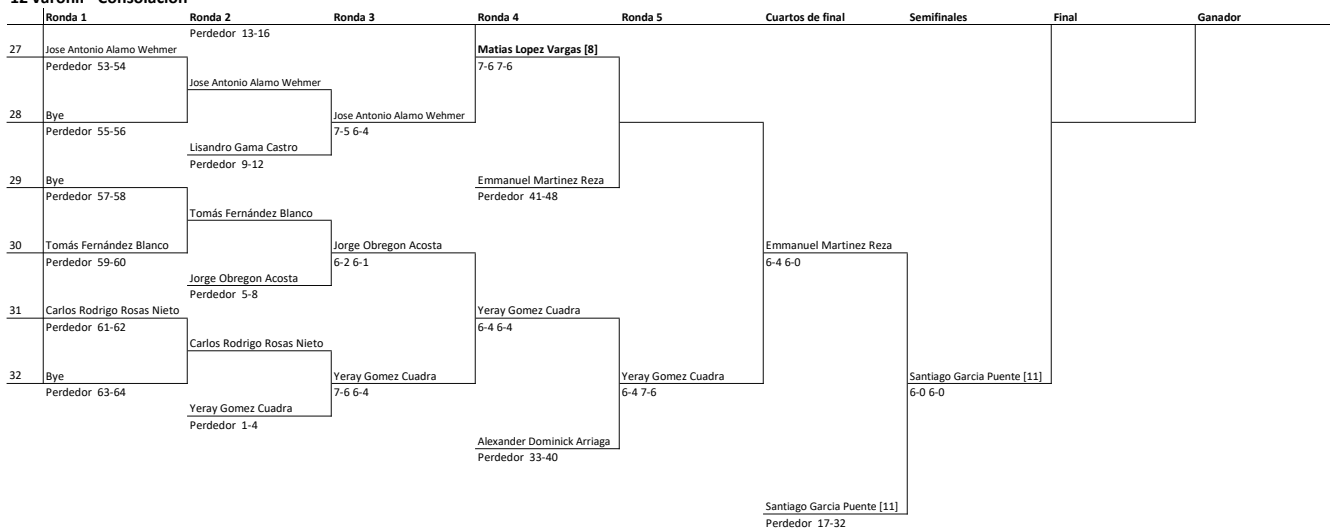 12 Varonil - Consolación
Ronda 1 Ronda 2 Ronda 3 Ronda 4 Ronda 5 Cuartos de final Semifinales Final Ganador
Perdedor 13-16
27 Jose Antonio Alamo Wehmer Matias Lopez Vargas [8]
Perdedor 53-54 7-6 7-6
Jose Antonio Alamo Wehmer
28 Bye Jose Antonio Alamo Wehmer
Perdedor 55-56 7-5 6-4
Lisandro Gama Castro
Perdedor 9-12
29 Bye Emmanuel Martinez Reza
Perdedor 57-58 Perdedor 41-48
Tomás Fernández Blanco
30 Tomás Fernández Blanco Jorge Obregon Acosta Emmanuel Martinez Reza
Perdedor 59-60 6-2 6-1 6-4 6-0
Jorge Obregon Acosta
Perdedor 5-8
31 Carlos Rodrigo Rosas Nieto Yeray Gomez Cuadra
Perdedor 61-62 6-4 6-4
Carlos Rodrigo Rosas Nieto
32 Bye Yeray Gomez Cuadra Yeray Gomez Cuadra Santiago Garcia Puente [11]
Perdedor 63-64 7-6 6-4 6-4 7-6 6-0 6-0
Yeray Gomez Cuadra
Perdedor 1-4
Alexander Dominick Arriaga
Perdedor 33-40
Santiago Garcia Puente [11]
Perdedor 17-32